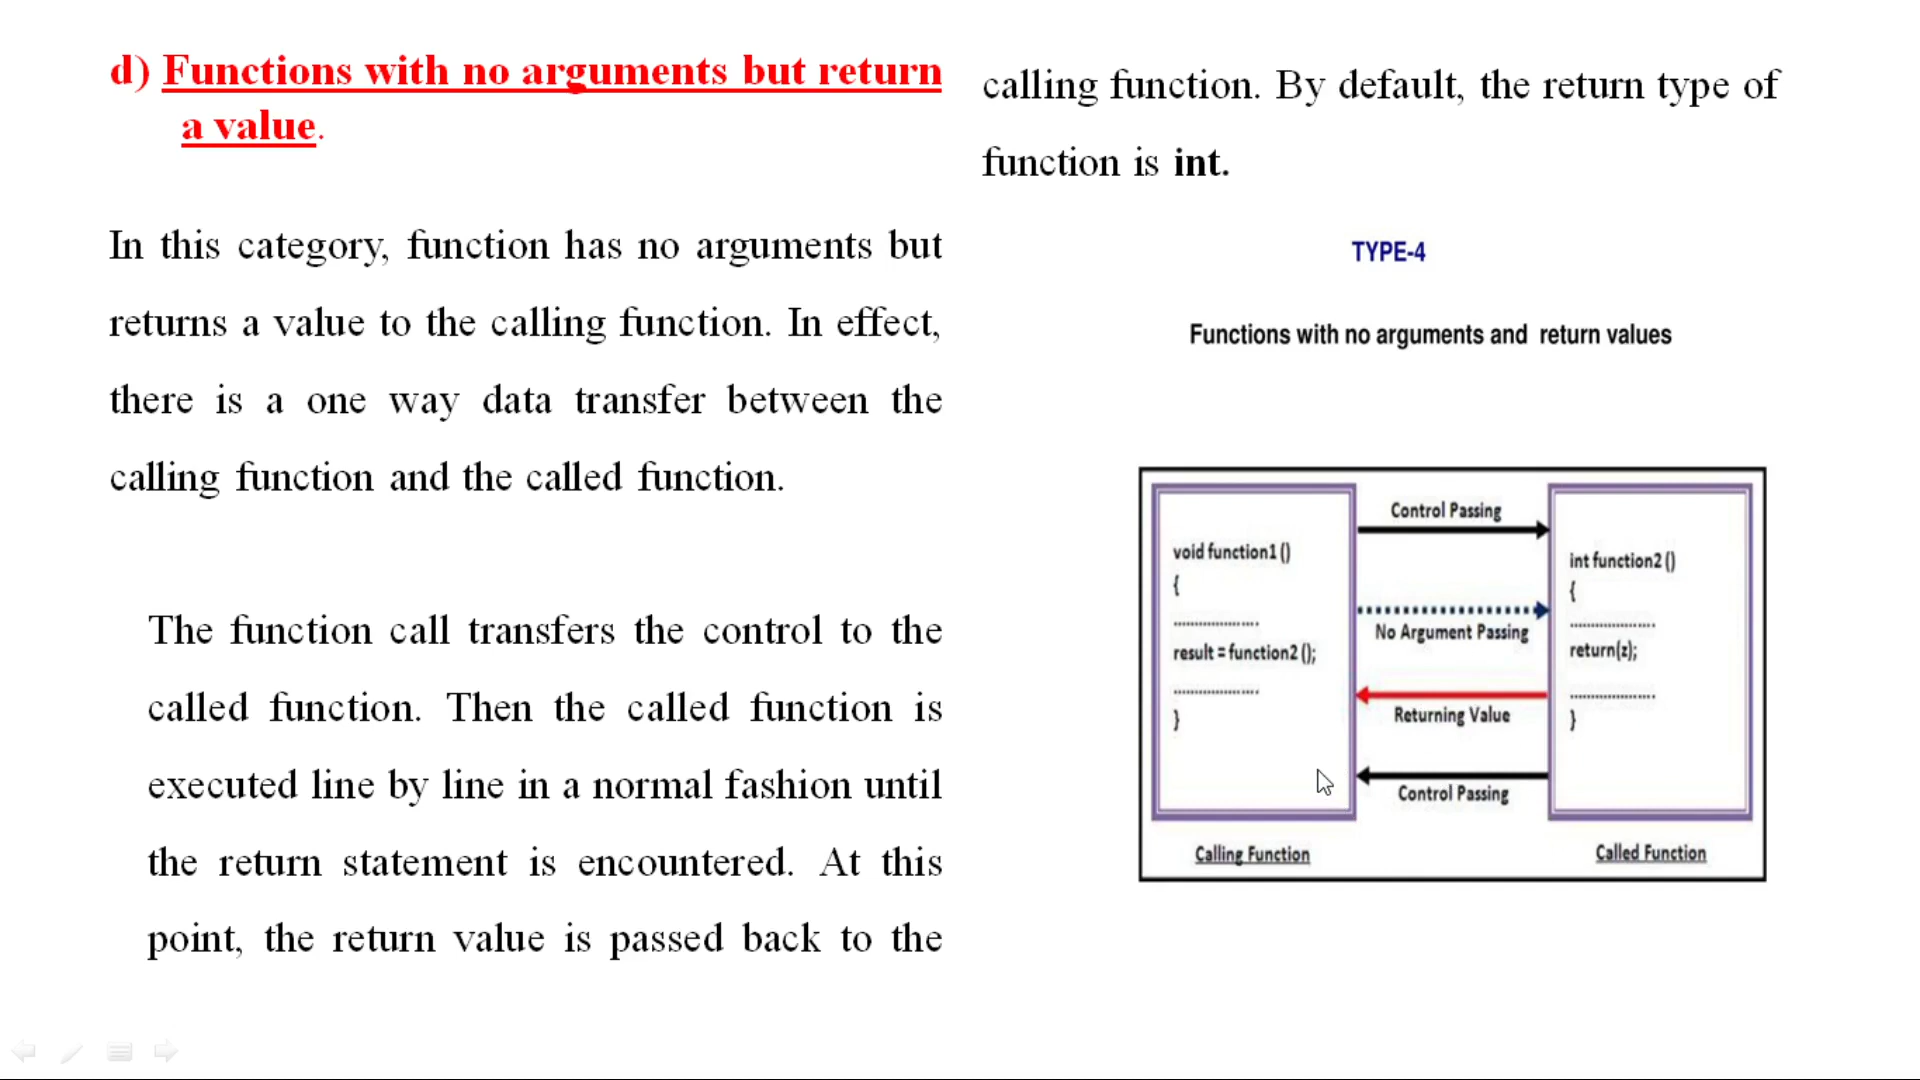 d) Functions with no arguments but return
a value.
In this category, function has no arguments but
returns a value to the calling function. In effect,
there is a one way data transfer between the
calling function and the called function.
The function call transfers the control to the
called function. Then the called function is
executed line by line in a normal fashion until
the return statement is encountered. At this
point, the return value is passed back to the
calling function. By default, the return type of
function is int.
TYPE-4
Functions with no arguments and return values
void function1 ()
{
....................
result = function2 ();
....................
}
Calling Function
Control Passing
No Argument Passing
Returning Value
Control Passing
int function2 ()
{
....................
return(z);
....................
}
Called Function